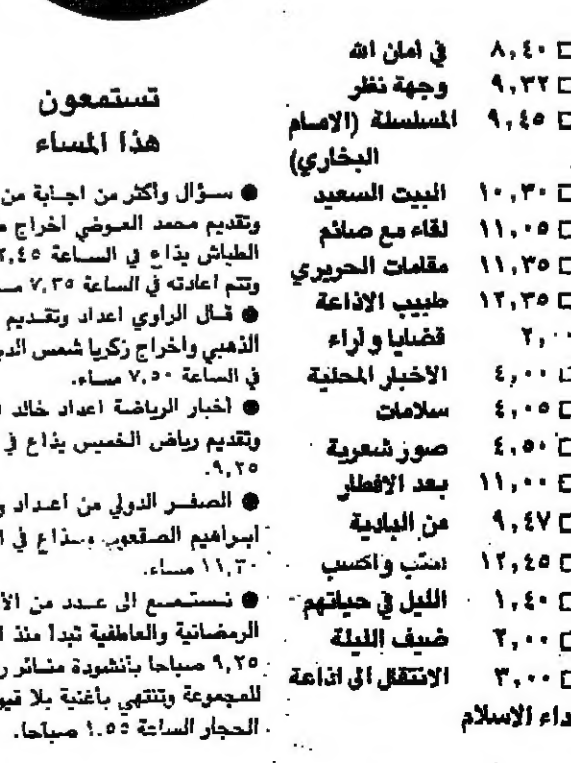 □ ٨,٤٠ في أمان الله
□ ٩,٣٢ وجهة نظر
□ ٩,٤٥ المسلسلة (الامام
البخاري)
□ ١٠,٣٠ البيت السعيد
□ ١١,٠٥ لقاء مع صائم
□ ١١,٣٥ مقامات الحريري
□ ١٢,٣٥ طبيب الاذاعة
٢,٠٠ قضايا وآراء
□ ٤,٠٠ الأخبار المحلية
□ ٤,٠٥ سلامات
□ ٤,٥٠ صور شعرية
□ ١١,٠٠ بعد الافطار
□ ٩,٤٧ من البادية
□ ١٢,٤٥ واكسب
□ ١,٤٠ الليل في حياتهم
□ ٢,٠٠ ضيف الليلة
□ ٣,٠٠ الانتقال الى اذاعة
داء الاسلام
تستمعون
هذا المساء
● سؤال وأكثر من اجابة من
وتقديم محمد العوضي اخراج
الطباش يذاع في الساعة ٢,٤٥
وتتم اعادته في الساعة ٧,٣٥
● قال الراوي اعداد وتقديم
الذهبي واخراج زكريا شمس
في الساعة ٧,٥٠ مساء.
● أخبار الرياضة اعداد خالد
وتقديم رياض الخميس يذاع في
٩,٢٥.
● الصفر الدولي من اعداد
ابراهيم الصقعوب ويذاع في
١١,٣٠ مساء.
● نستمع الى عدد من
الرمضانية والعاطفية تبدأ منذ
٩,٢٥ صباحا بأنشودة منائر
للمجموعة وتنتهي بأغنية بلا
الحجار الساعة ١,٥٥ صباحا.